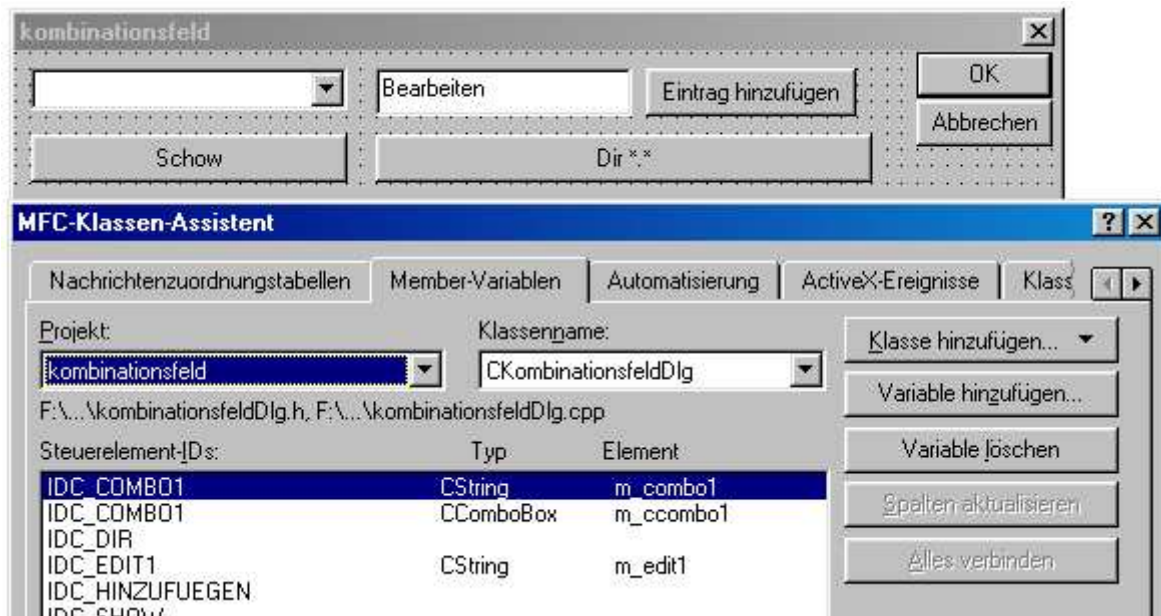 kombinationsfeld
Bearbeiten Eintrag hinzufügen OK
Abbrechen
Schow Dir *.*
MFC-Klassen-Assistent
Nachrichtenzuordnungstabellen Member-Variablen Automatisierung ActiveX-Ereignisse Klass
Projekt: Klassenname: Klasse hinzufügen...
kombinationsfeld CKombinationsfeldDlg
Variable hinzufügen...
F:\...\kombinationsfeldDlg.h, F:\...\kombinationsfeldDlg.cpp
Steuerelement-IDs: Typ Element Variable löschen
IDC_COMBO1 CString m_combo1
IDC_COMBO1 CComboBox m_ccombo1 Spalten aktualisieren
IDC_DIR
IDC_EDIT1 CString m_edit1 Alles verbinden
IDC_HINZUFUEGEN
IDC_SHOW